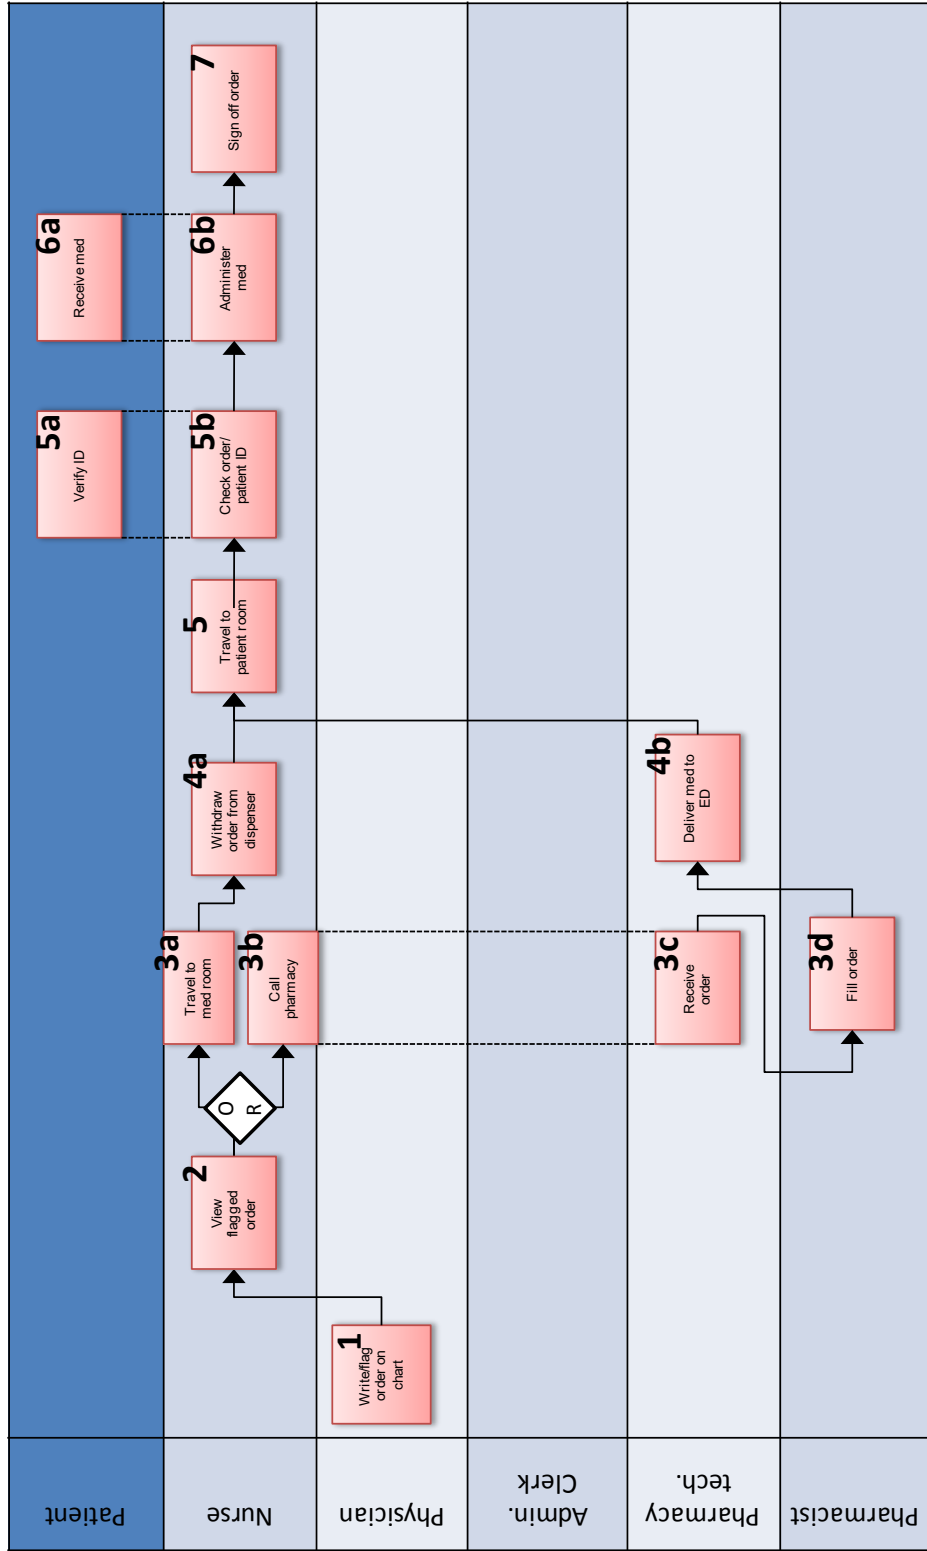 Patient
Nurse
Physician
Admin.
Clerk
Pharmacy
tech.
Pharmacist
5a
Verify ID
6a
Receive med
2
View
flagged
order
O
R
3a
Travel to
med room
3b
Call
pharmacy
4a
Withdraw
order from
dispenser
5
Travel to
patient room
5b
Check order/
patient ID
6b
Administer
med
7
Sign off order
1
Write/flag
order on
chart
3c
Receive
order
4b
Deliver med to
ED
3d
Fill order